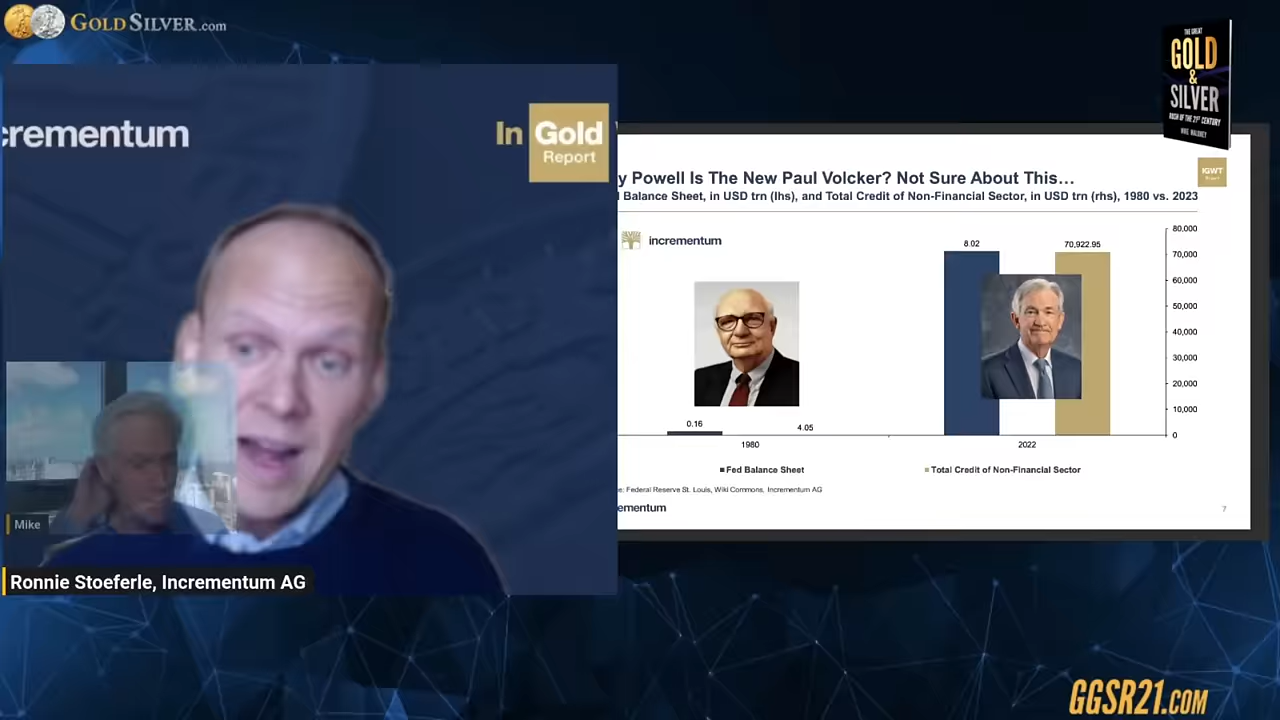 GOLDSILVER.com
THE GREAT
GOLD
&
SILVER
RUSH OF THE 21ST CENTURY
MIKE MALONEY
crementum
In Gold
Report
y Powell Is The New Paul Volcker? Not Sure About This…
l Balance Sheet, in USD trn (lhs), and Total Credit of Non-Financial Sector, in USD trn (rhs), 1980 vs. 2023
IGWT
incrementum
80,000
70,000
60,000
50,000
40,000
30,000
20,000
10,000
0
8.02
70,922.95
0.16
4.05
1980
2022
Fed Balance Sheet
Total Credit of Non-Financial Sector
e: Federal Reserve St. Louis, Wiki Commons, Incrementum AG
ementum
7
Mike
Ronnie Stoeferle, Incrementum AG
GGSR21.COM